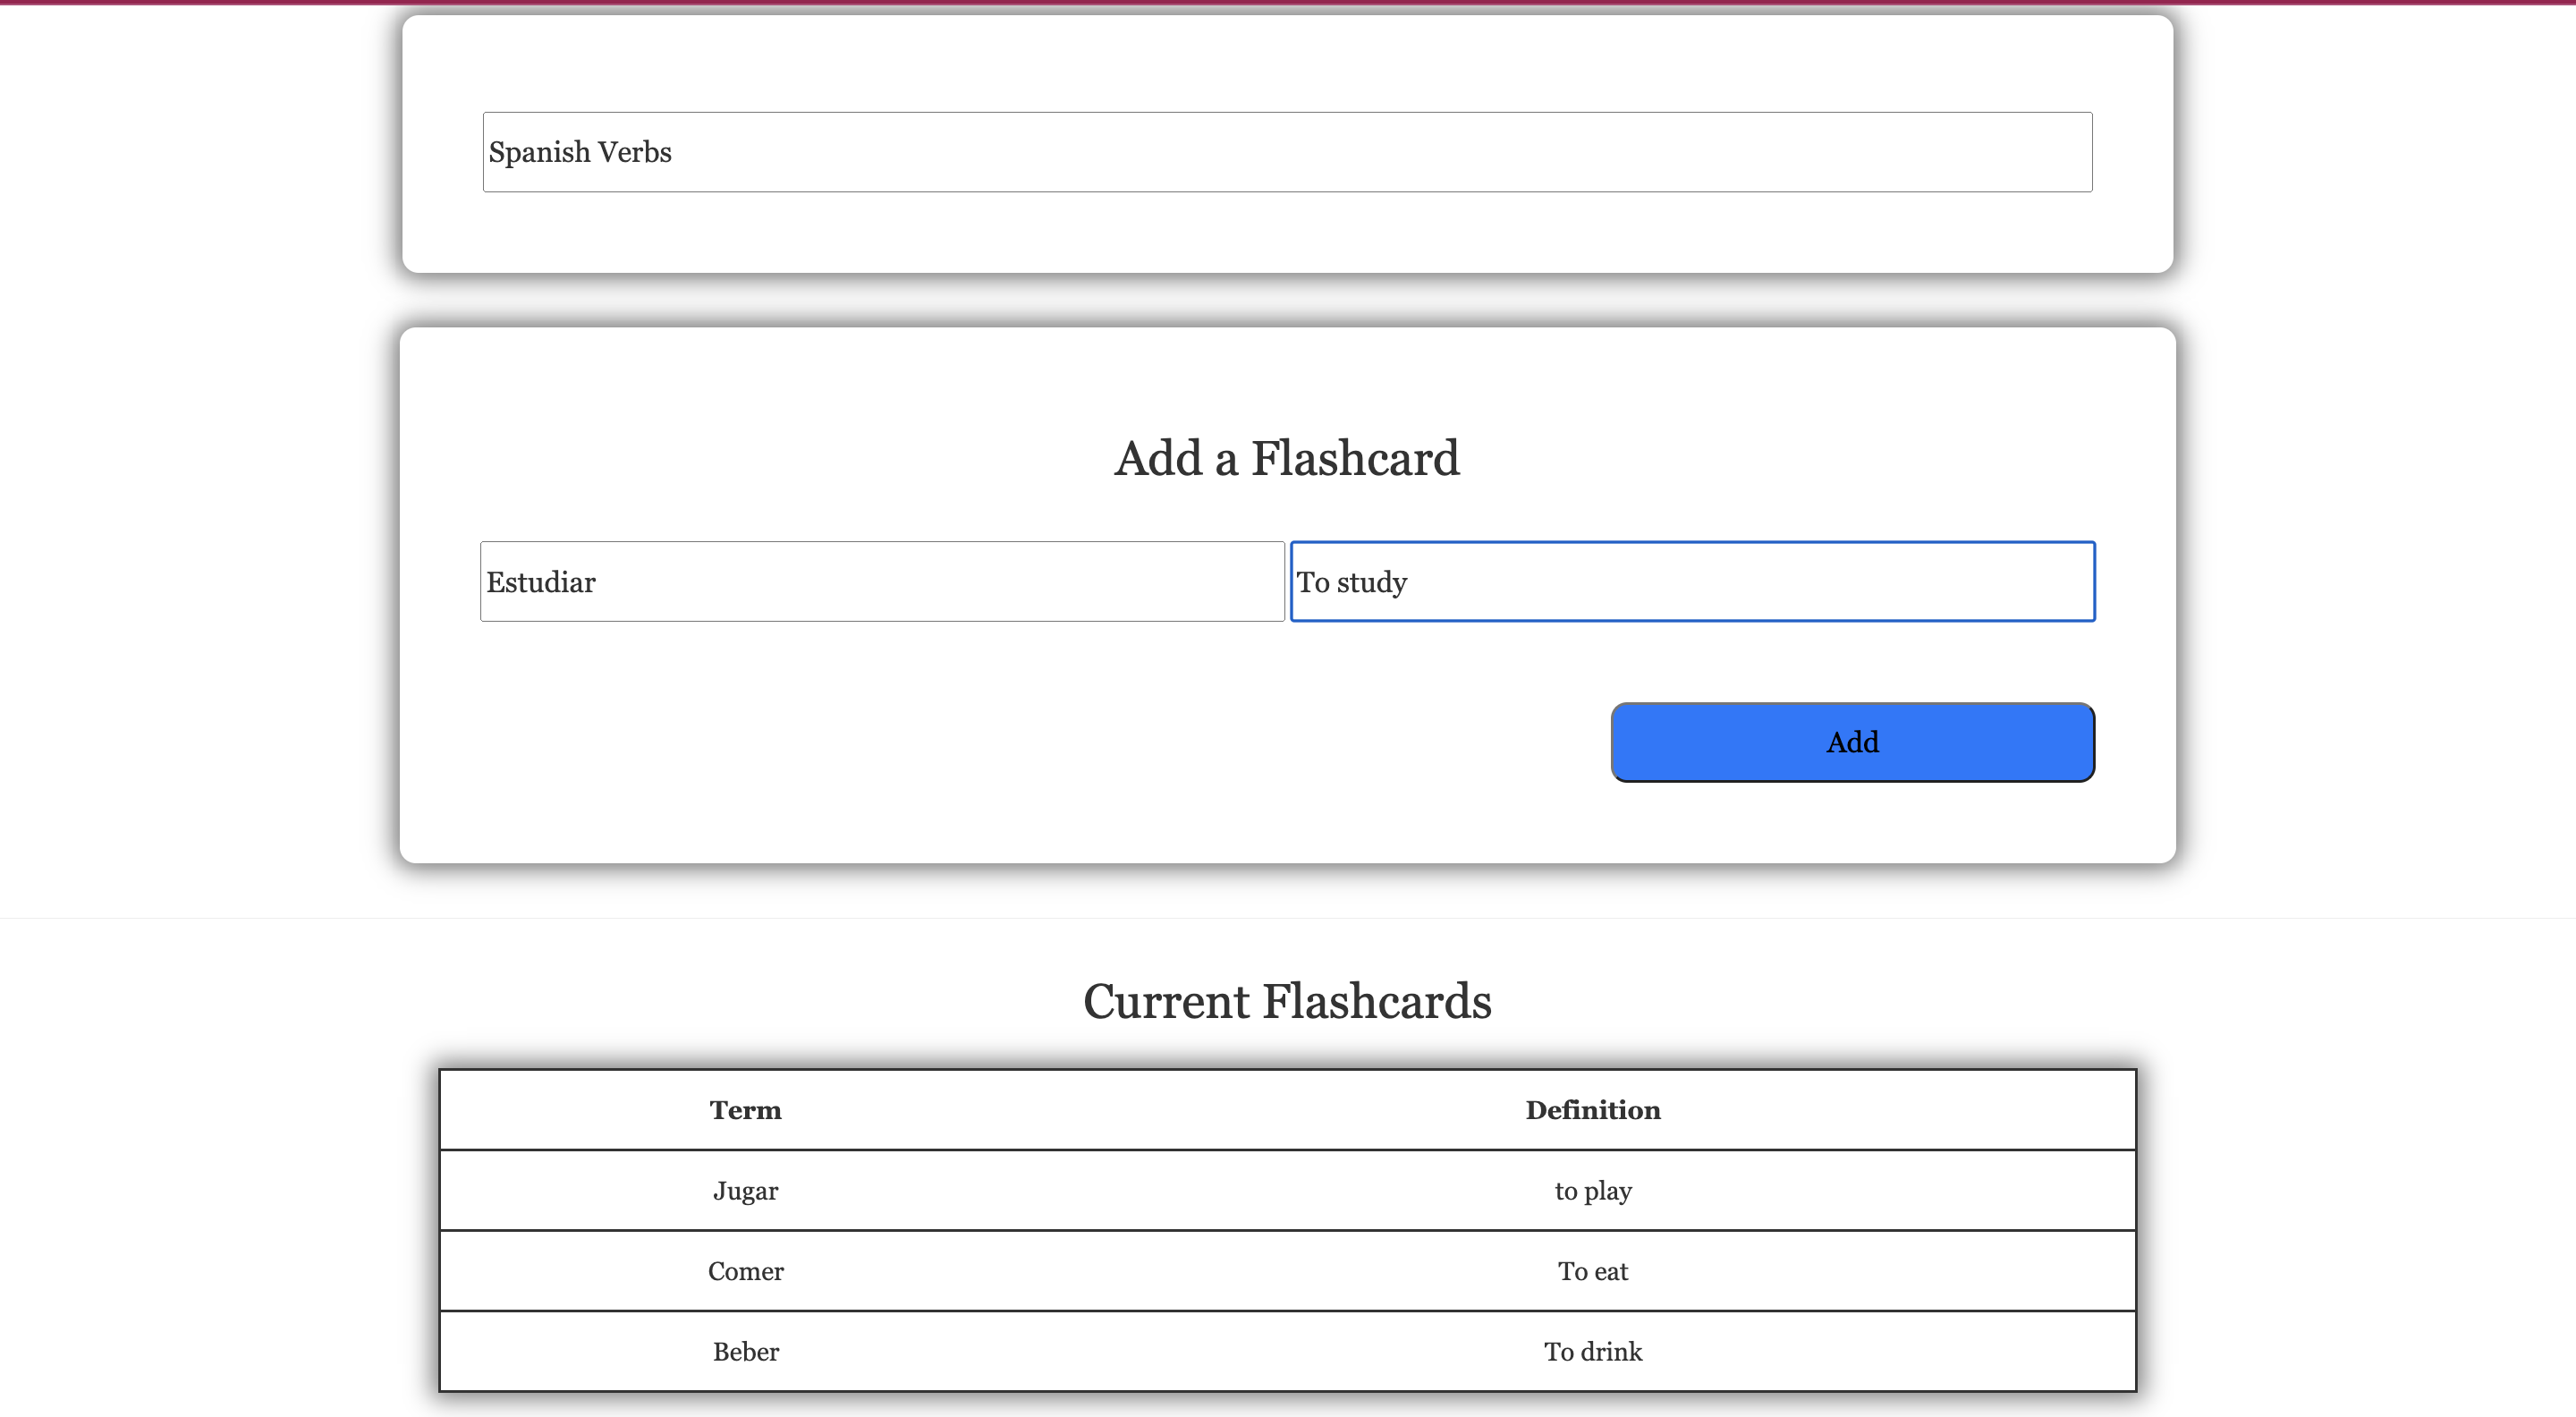 Spanish Verbs
Add a Flashcard
Estudiar To study
Add
Current Flashcards
Term Definition
Jugar to play
Comer To eat
Beber To drink